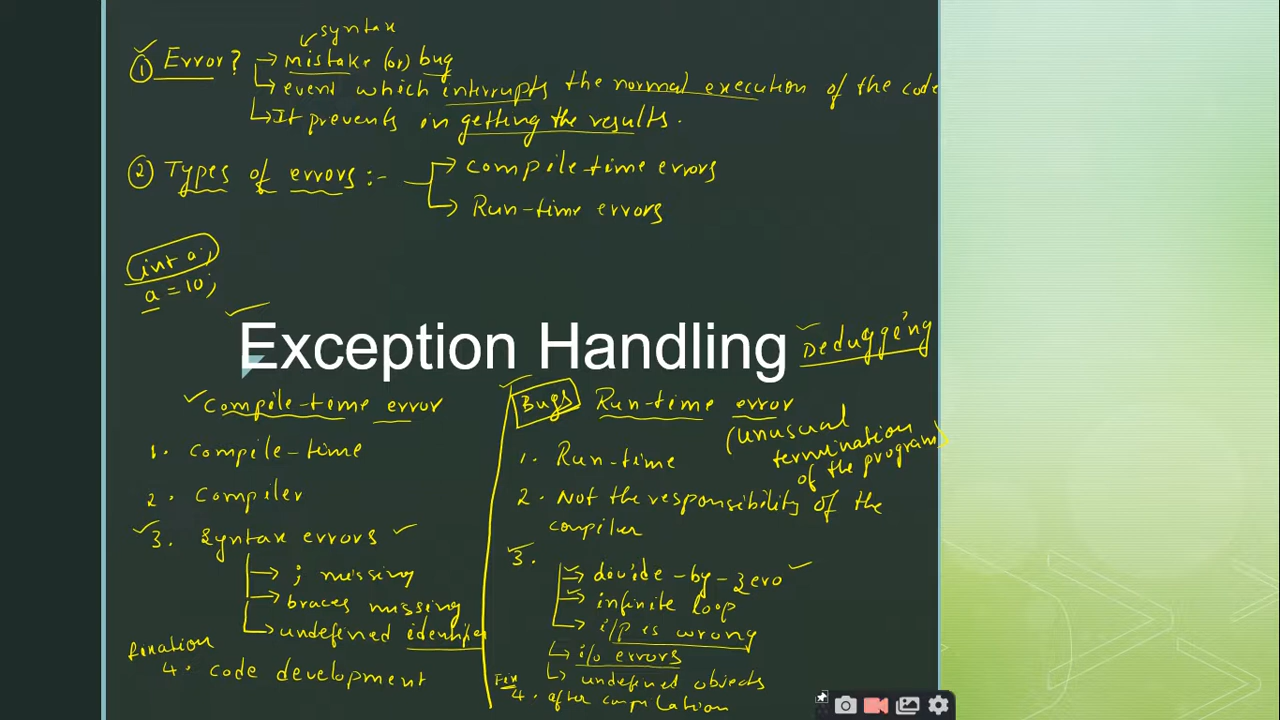 syntax
① Error? → mistake (or) bug
→ event which interrupts the normal execution of the code
→ It prevents in getting the results.
② Types of errors :- → Compile-time errors
→ Run-time errors
int a;
a = 10;
Exception Handling Dedugging
Compile-time error
1. Compile-time
2. Compiler
3. Syntax errors
→ ; missing
→ braces missing
→ undefined identifier
fixation
4. code development
Bugs Run-time error
(unusual
termination
of the program)
1. Run-time
2. Not the responsibility of the
compiler
3.
→ divide-by-zero
→ infinite loop
→ i/p is wrong
→ i/o errors
→ undefined objects
Fix
4. after compilation